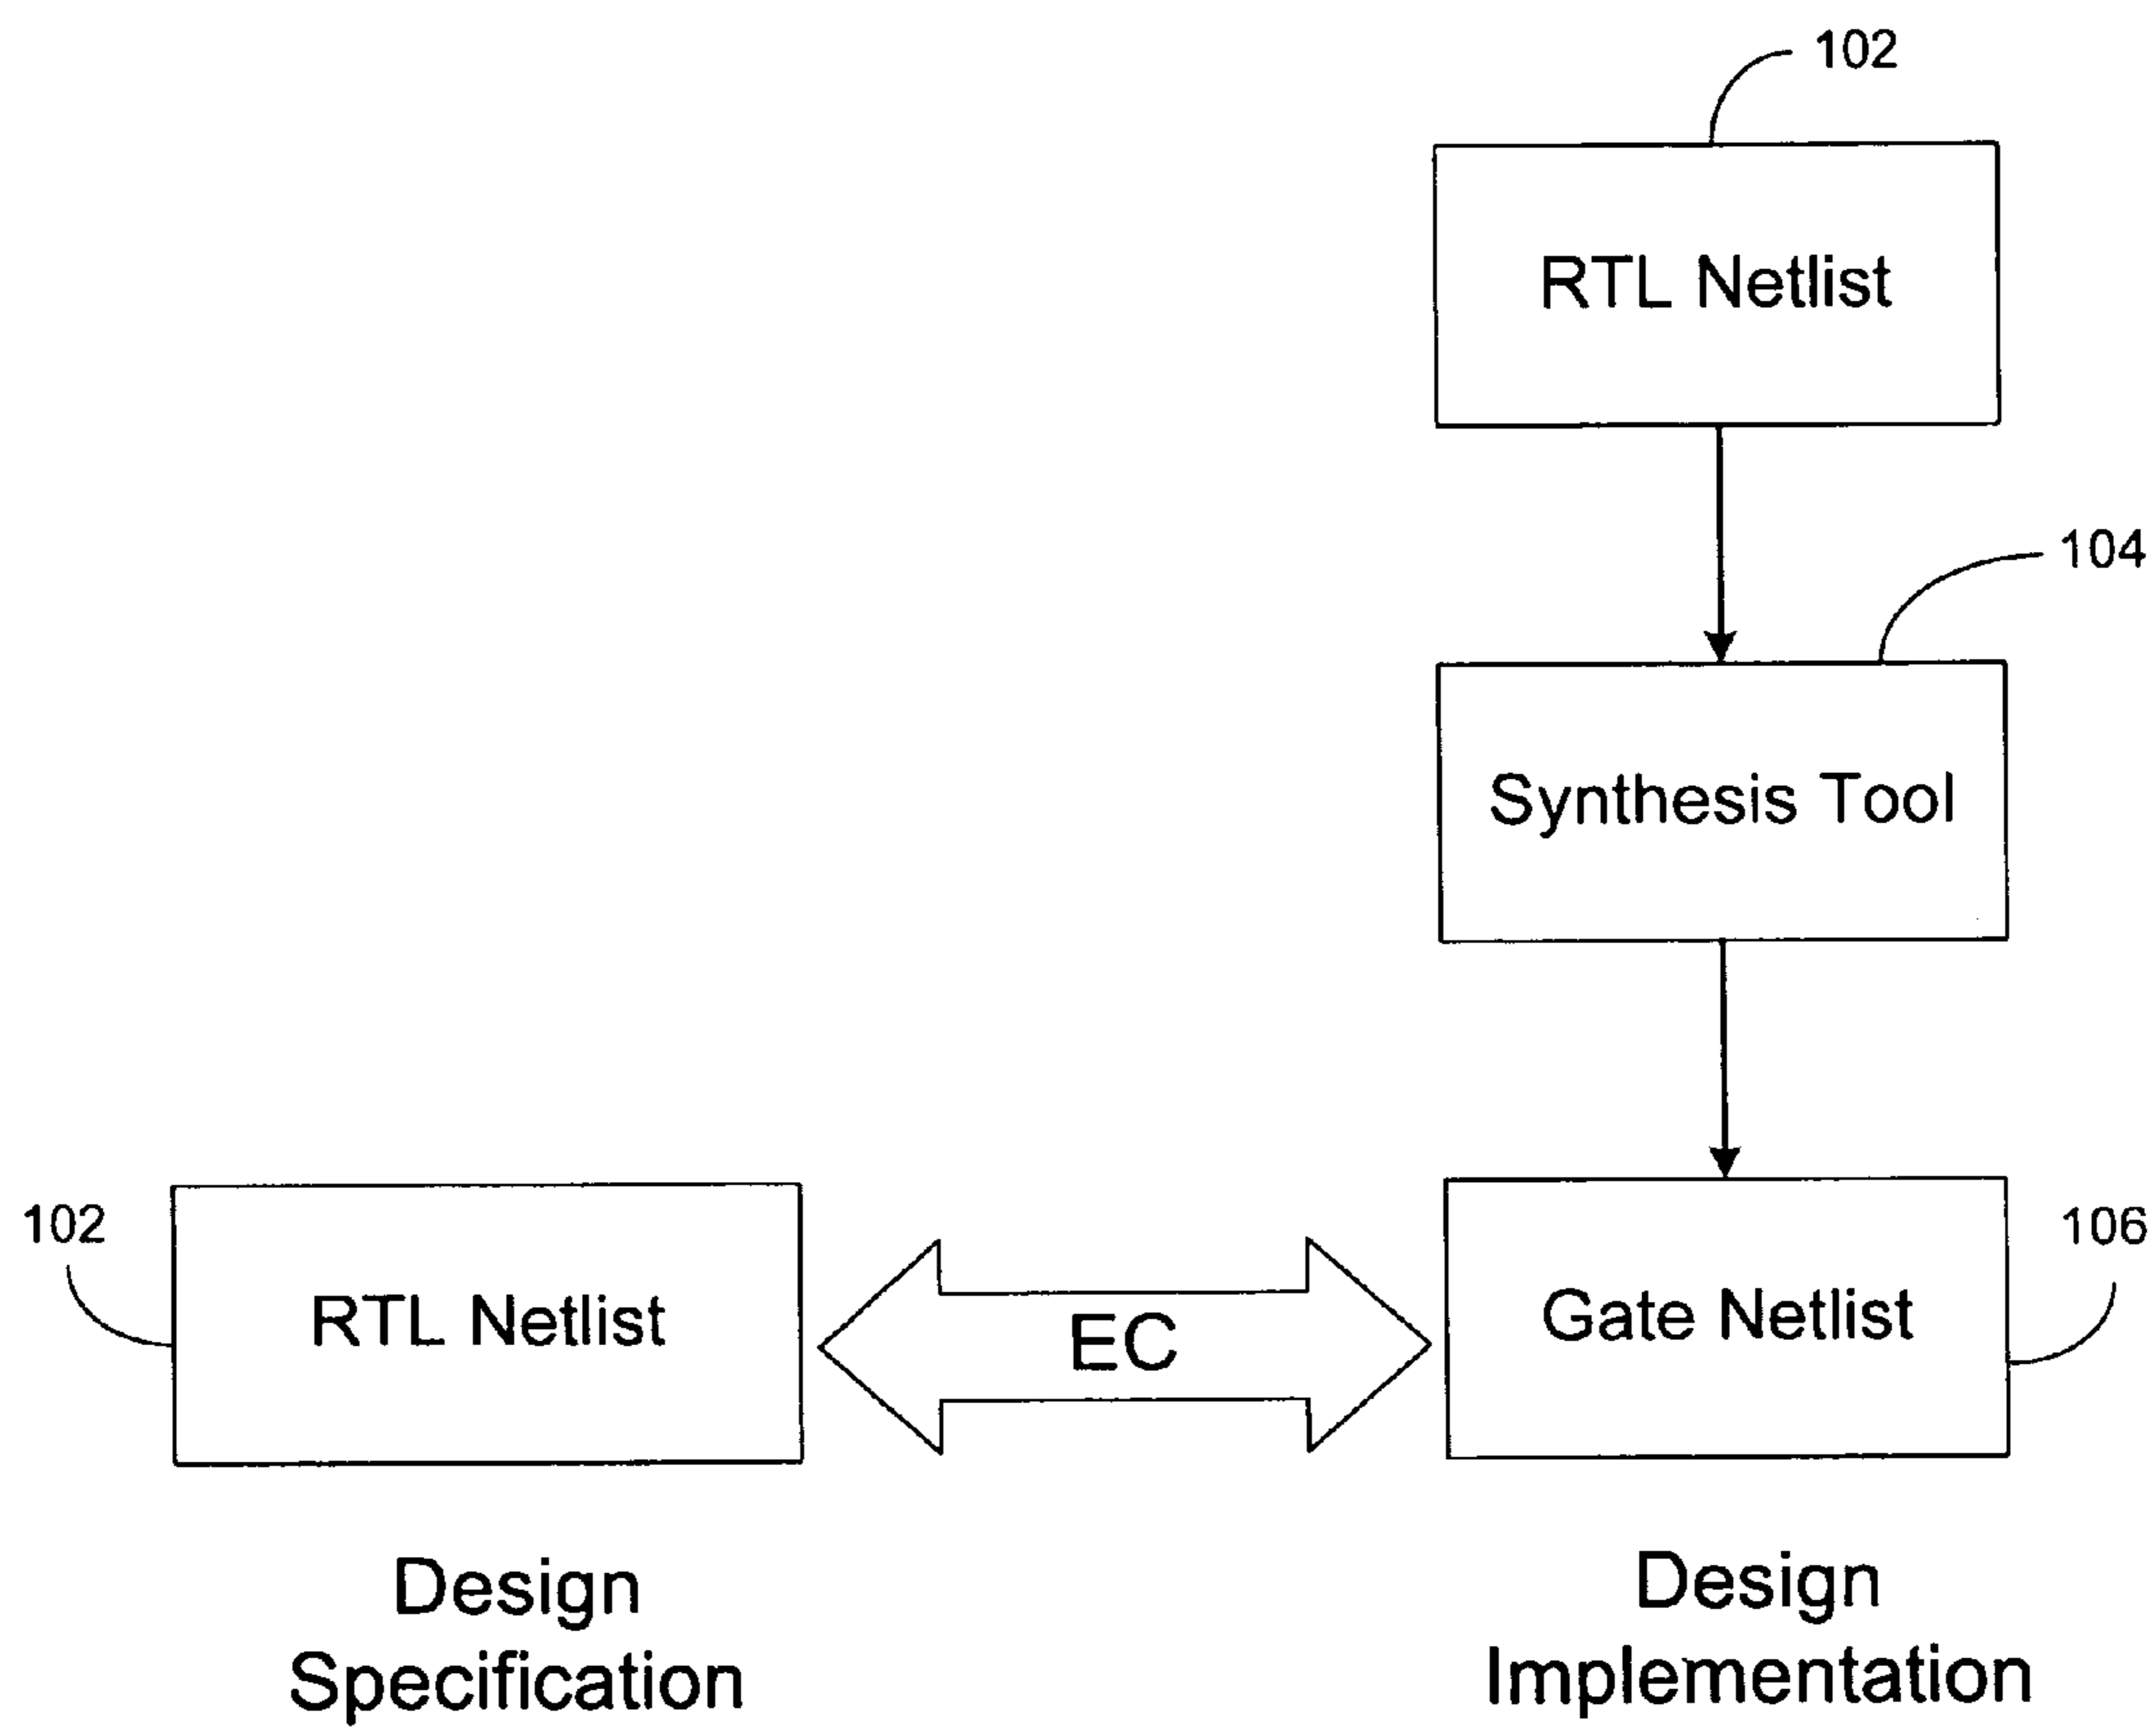 102
RTL Netlist
104
Synthesis Tool
102
RTL Netlist
EC
Gate Netlist
106
Design
Specification
Design
Implementation